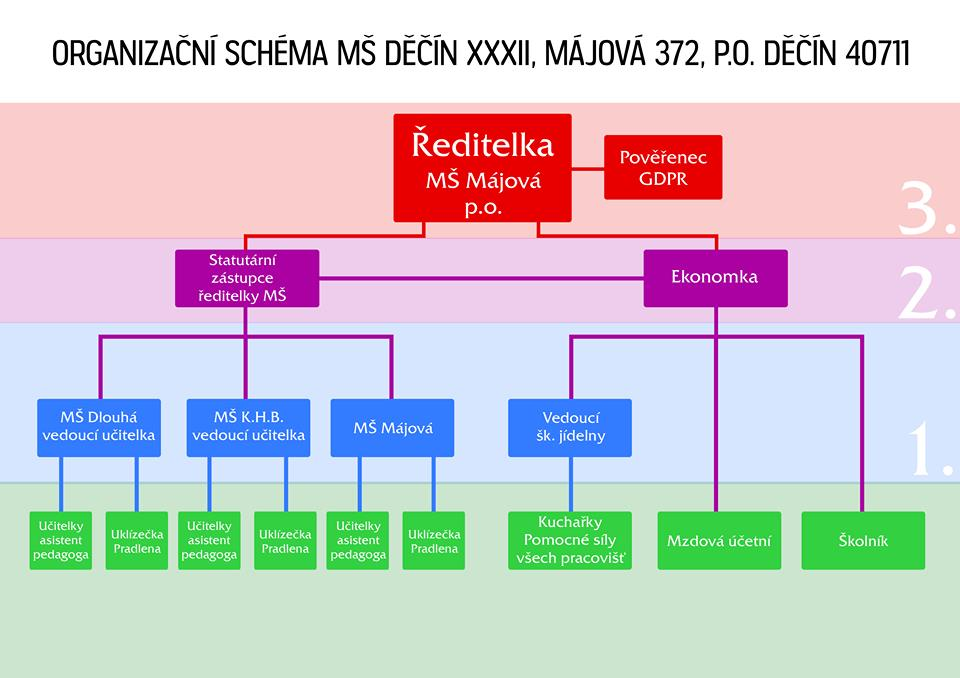 ORGANIZAČNÍ SCHÉMA MŠ DĚČÍN XXXII, MÁJOVÁ 372, P.O. DĚČÍN 40711
Ředitelka
MŠ Májová
p.o.
Pověřenec
GDPR
3.
Statutární
zástupce
ředitelky MŠ
Ekonomka
2.
MŠ Dlouhá
vedoucí učitelka
MŠ K.H.B.
vedoucí učitelka
MŠ Májová
Vedoucí
šk. jídelny
1.
Učitelky
asistent
pedagoga
Uklízečka
Pradlena
Učitelky
asistent
pedagoga
Uklízečka
Pradlena
Učitelky
asistent
pedagoga
Uklízečka
Pradlena
Kuchařky
Pomocné síly
všech pracovišť
Mzdová účetní
Školník